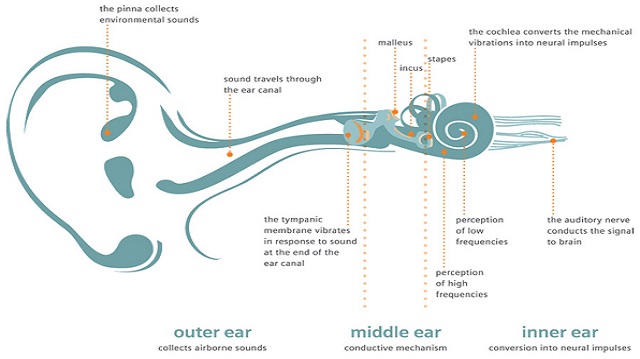 the pinna collects
environmental sounds
sound travels through
the ear canal
malleus
incus
stapes
the cochlea converts the mechanical
vibrations into neural impulses
the tympanic
membrane vibrates
in response to sound
at the end of the
ear canal
perception
of high
frequencies
perception
of low
frequencies
the auditory nerve
conducts the signal
to brain
outer ear
collects airborne sounds
middle ear
conductive mechanism
inner ear
conversion into neural impulses